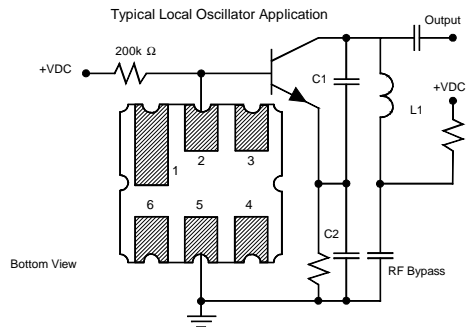 Typical Local Oscillator Application
Output
200k Ω
+VDC
C1
+VDC
L1
1
2
3
6
5
4
C2
Bottom View
RF Bypass